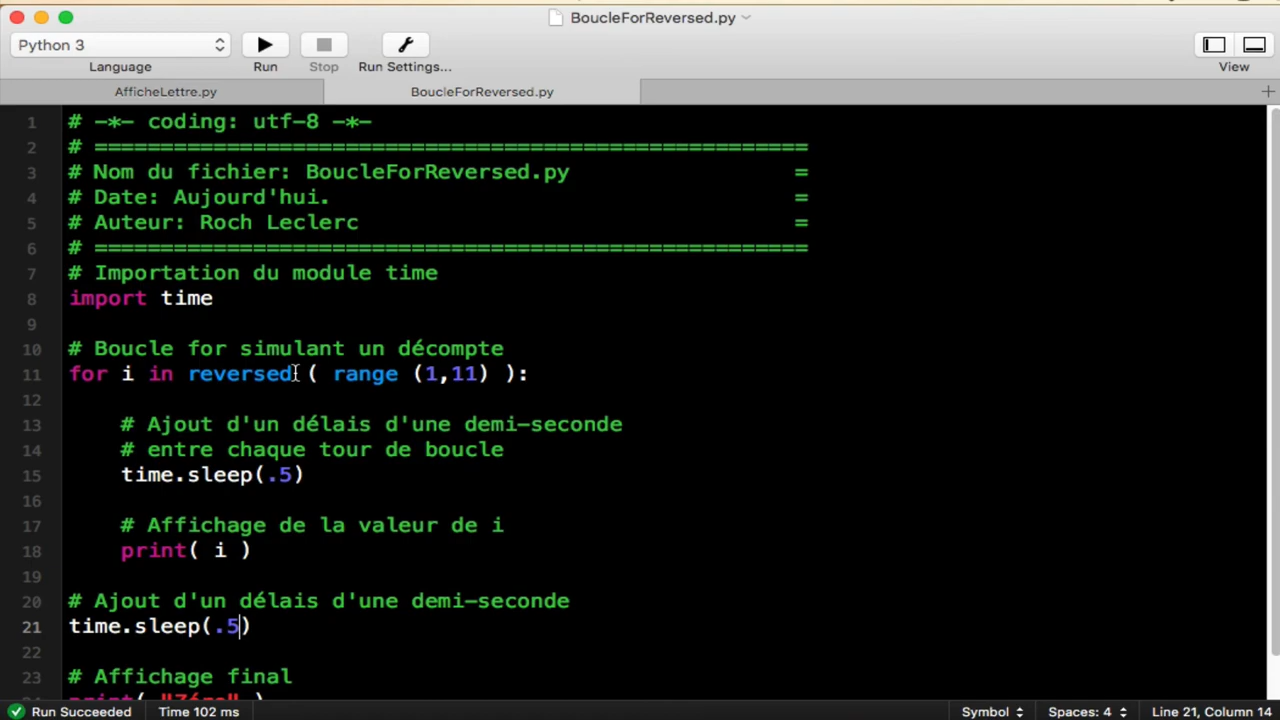 BoucleForReversed.py
Python 3
Language
Run
Stop
Run Settings...
View
AfficheLettre.py
BoucleForReversed.py
1 # -*- coding: utf-8 -*-
2 # ======================================================
3 # Nom du fichier: BoucleForReversed.py =
4 # Date: Aujourd'hui. =
5 # Auteur: Roch Leclerc =
6 # ======================================================
7 # Importation du module time
8 import time
9
10 # Boucle for simulant un décompte
11 for i in reversed ( range (1,11) ):
12
13 # Ajout d'un délais d'une demi-seconde
14 # entre chaque tour de boucle
15 time.sleep(.5)
16
17 # Affichage de la valeur de i
18 print( i )
19
20 # Ajout d'un délais d'une demi-seconde
21 time.sleep(.5)
22
23 # Affichage final
Run Succeeded
Time 102 ms
Symbol
Spaces: 4
Line 21, Column 14